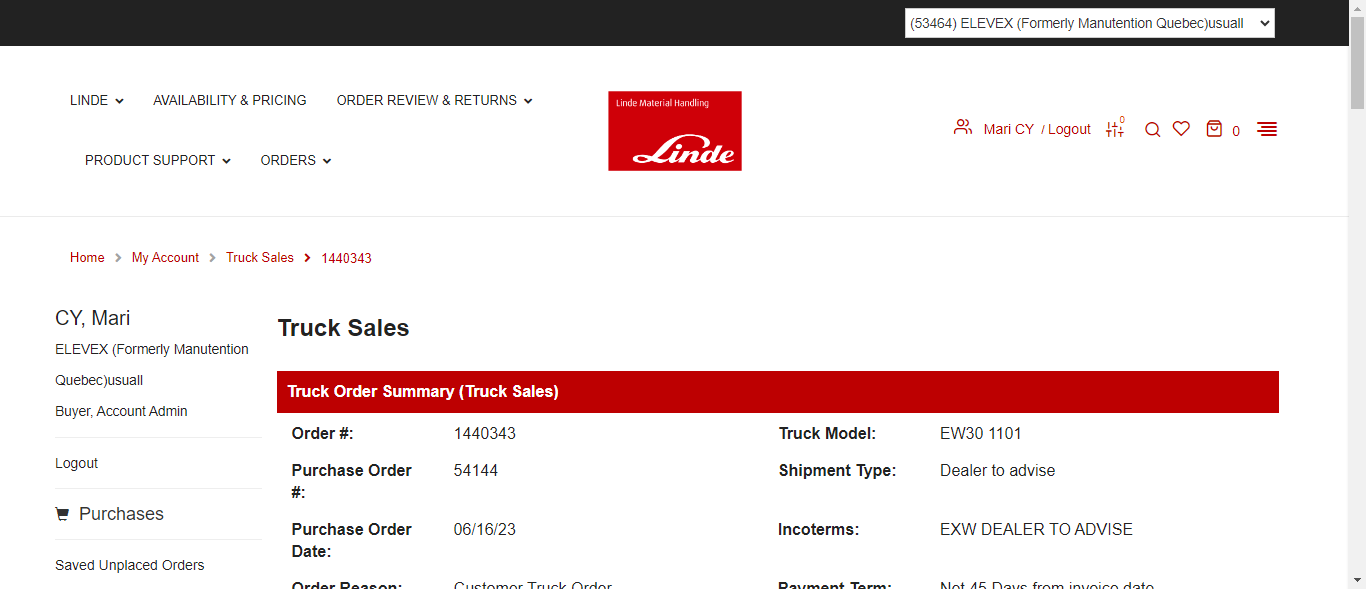 (53464) ELEVEX (Formerly Manutention Quebec)usuall
LINDE
AVAILABILITY & PRICING
ORDER REVIEW & RETURNS
PRODUCT SUPPORT
ORDERS
Linde Material Handling
Linde
Mari CY / Logout
0
0
Home > My Account > Truck Sales > 1440343
CY, Mari
ELEVEX (Formerly Manutention
Quebec)usuall
Buyer, Account Admin
Logout
Purchases
Saved Unplaced Orders
Truck Sales
Truck Order Summary (Truck Sales)
Order #: 1440343
Truck Model: EW30 1101
Purchase Order 54144
#:
Shipment Type: Dealer to advise
Purchase Order 06/16/23
Date:
Incoterms: EXW DEALER TO ADVISE
Order Reason: Customer Truck Order
Payment Term: Net 45 Days from invoice date